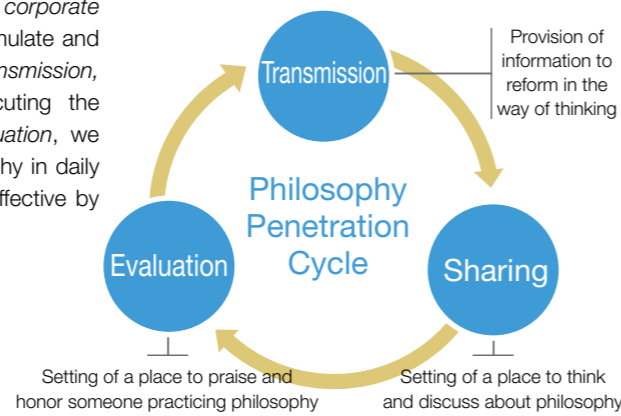 corporate
mulate and
nsmission,
cuting the
uation, we
hy in daily
ffective by
Transmission
Provision of
information to
reform in the
way of thinking
Philosophy
Penetration
Cycle
Evaluation
Sharing
Setting of a place to praise and
honor someone practicing philosophy
Setting of a place to think
and discuss about philosophy